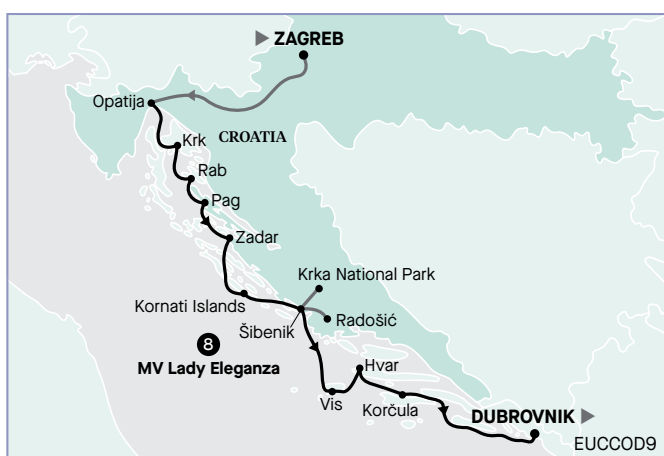 ▶ ZAGREB
Opatija
Krk
CROATIA
Rab
Pag
Zadar
Krka National Park
Kornati Islands
Šibenik
Radošić
8
MV Lady Eleganza
Hvar
Vis
Korčula
DUBROVNIK ▶
EUCCOD9